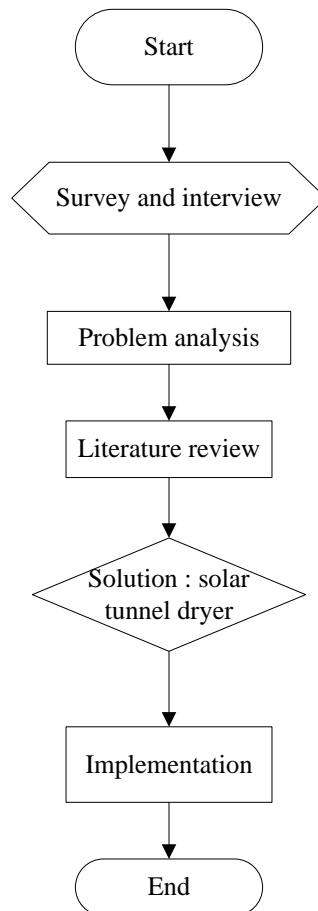 Start
Survey and interview
Problem analysis
Literature review
Solution : solar
tunnel dryer
Implementation
End